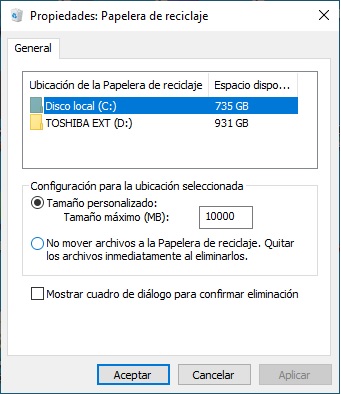 Propiedades: Papelera de reciclaje
General
Ubicación de la Papelera de reciclaje Espacio dispo...
Disco local (C:) 735 GB
TOSHIBA EXT (D:) 931 GB
Configuración para la ubicación seleccionada
Tamaño personalizado:
Tamaño máximo (MB): 10000
No mover archivos a la Papelera de reciclaje. Quitar
los archivos inmediatamente al eliminarlos.
Mostrar cuadro de diálogo para confirmar eliminación
Aceptar Cancelar Aplicar